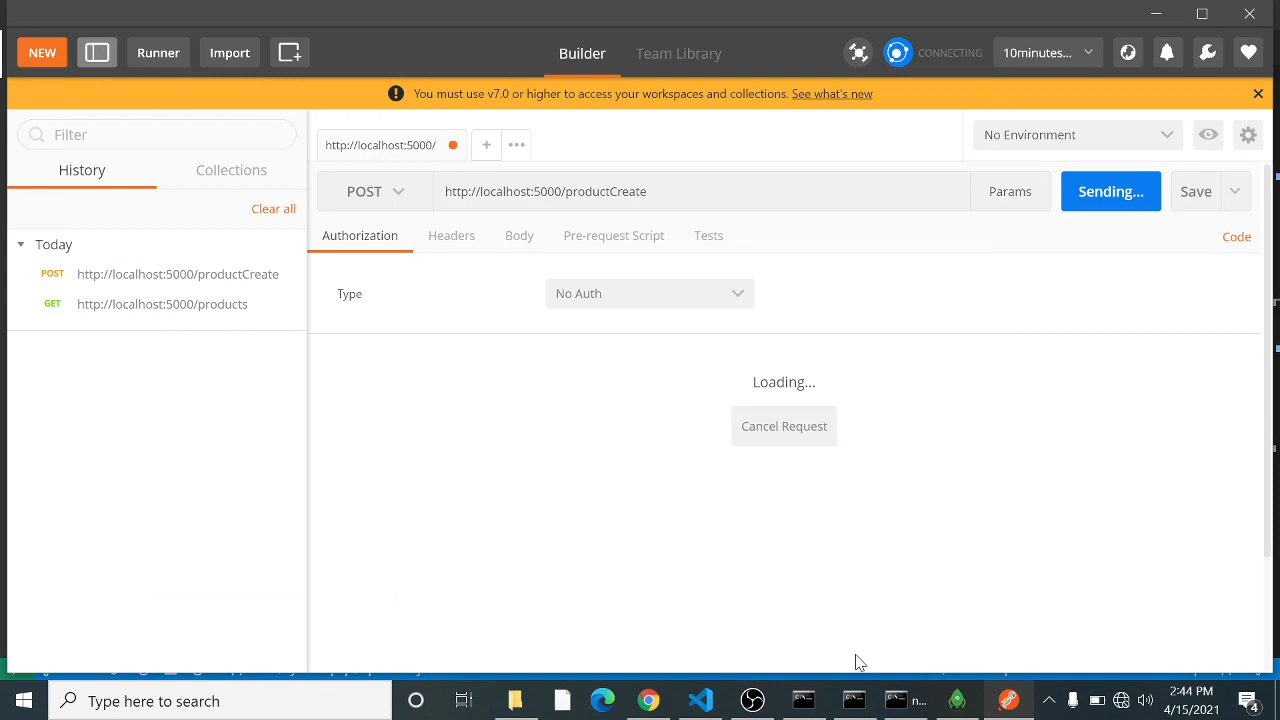 NEW
Runner
Import
Builder
Team Library
CONNECTING
10minutes...
You must use v7.0 or higher to access your workspaces and collections. See what's new
Filter
History
Collections
Clear all
Today
POST http://localhost:5000/productCreate
GET http://localhost:5000/products
http://localhost:5000/
No Environment
POST
http://localhost:5000/productCreate
Params
Sending...
Save
Authorization
Headers
Body
Pre-request Script
Tests
Code
Type
No Auth
Loading...
Cancel Request
Type here to search
n...
2:44 PM
4/15/2021
4